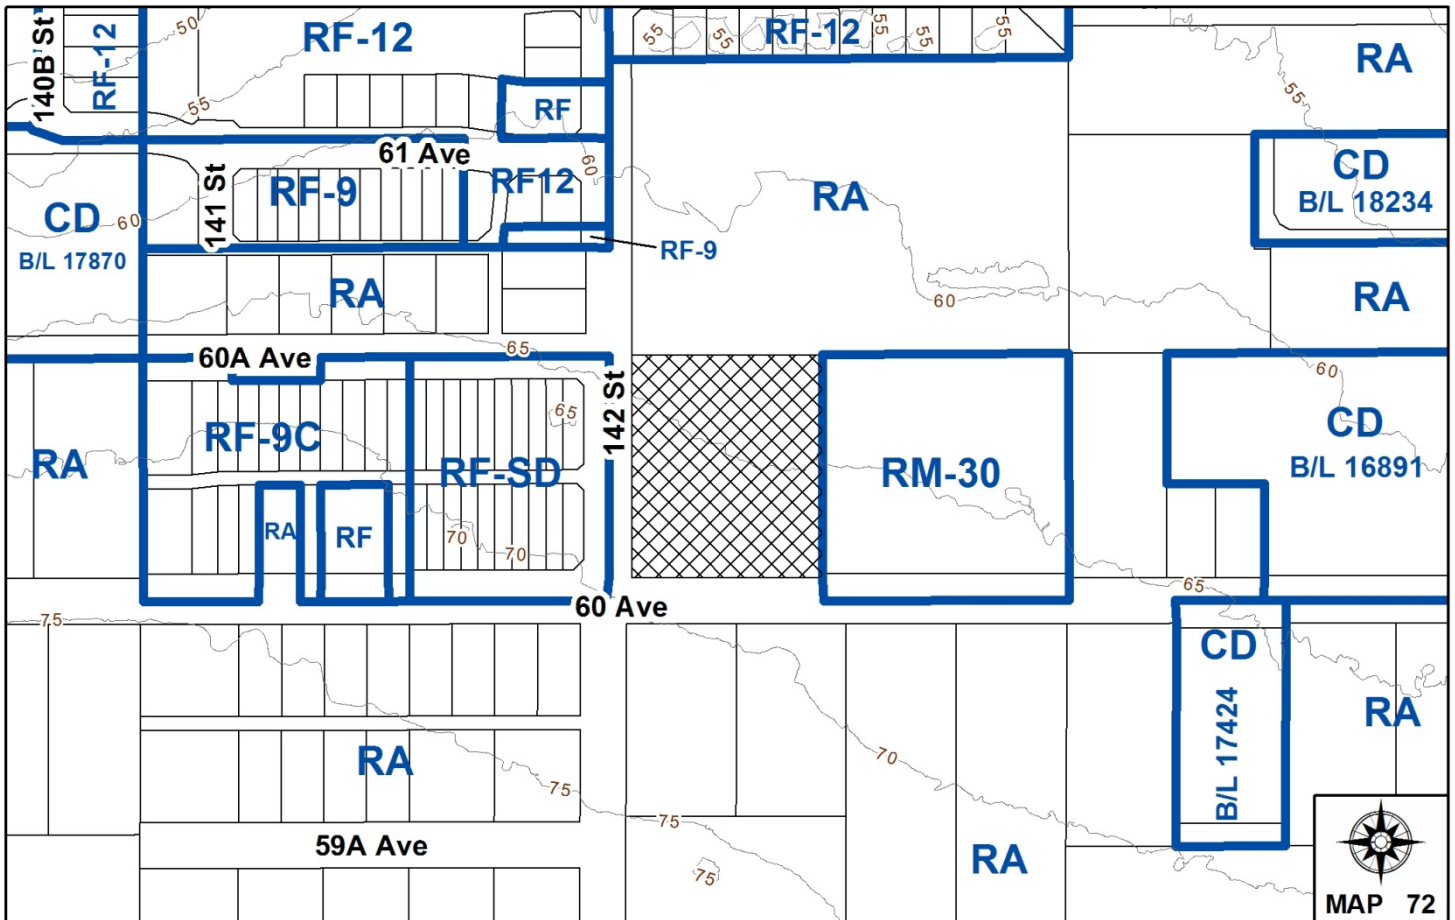 50
55
55
55
55
55
140B St
RF-12
RF-12
RF-12
RA
55
55
RF
61 Ave
60
CD
B/L 18234
141 St
RF-9
RF12
RA
CD
60
B/L 17870
RF-9
RA
60
RA
60A Ave
65
60
142 St
65
RF-9C
CD
RA
RF-SD
RM-30
B/L 16891
RA
RF
70
70
65
60 Ave
75
CD
B/L 17424
RA
RA
70
75
75
59A Ave
RA
75
MAP 72